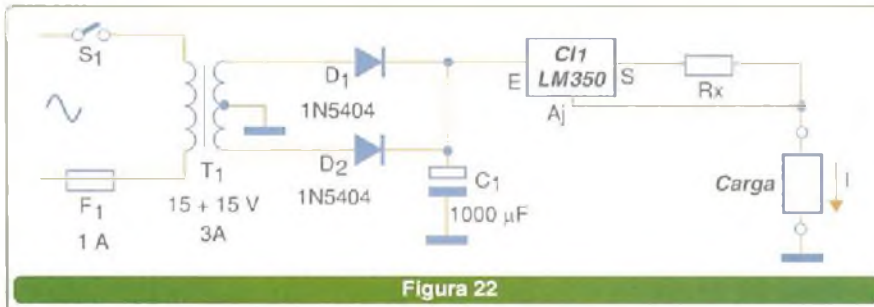 S1
F1
1 A
T1
15 + 15 V
3A
D1
1N5404
D2
1N5404
C1
1000 µF
E
CI1
LM350
S
Aj
Rx
Carga
I
Figura 22